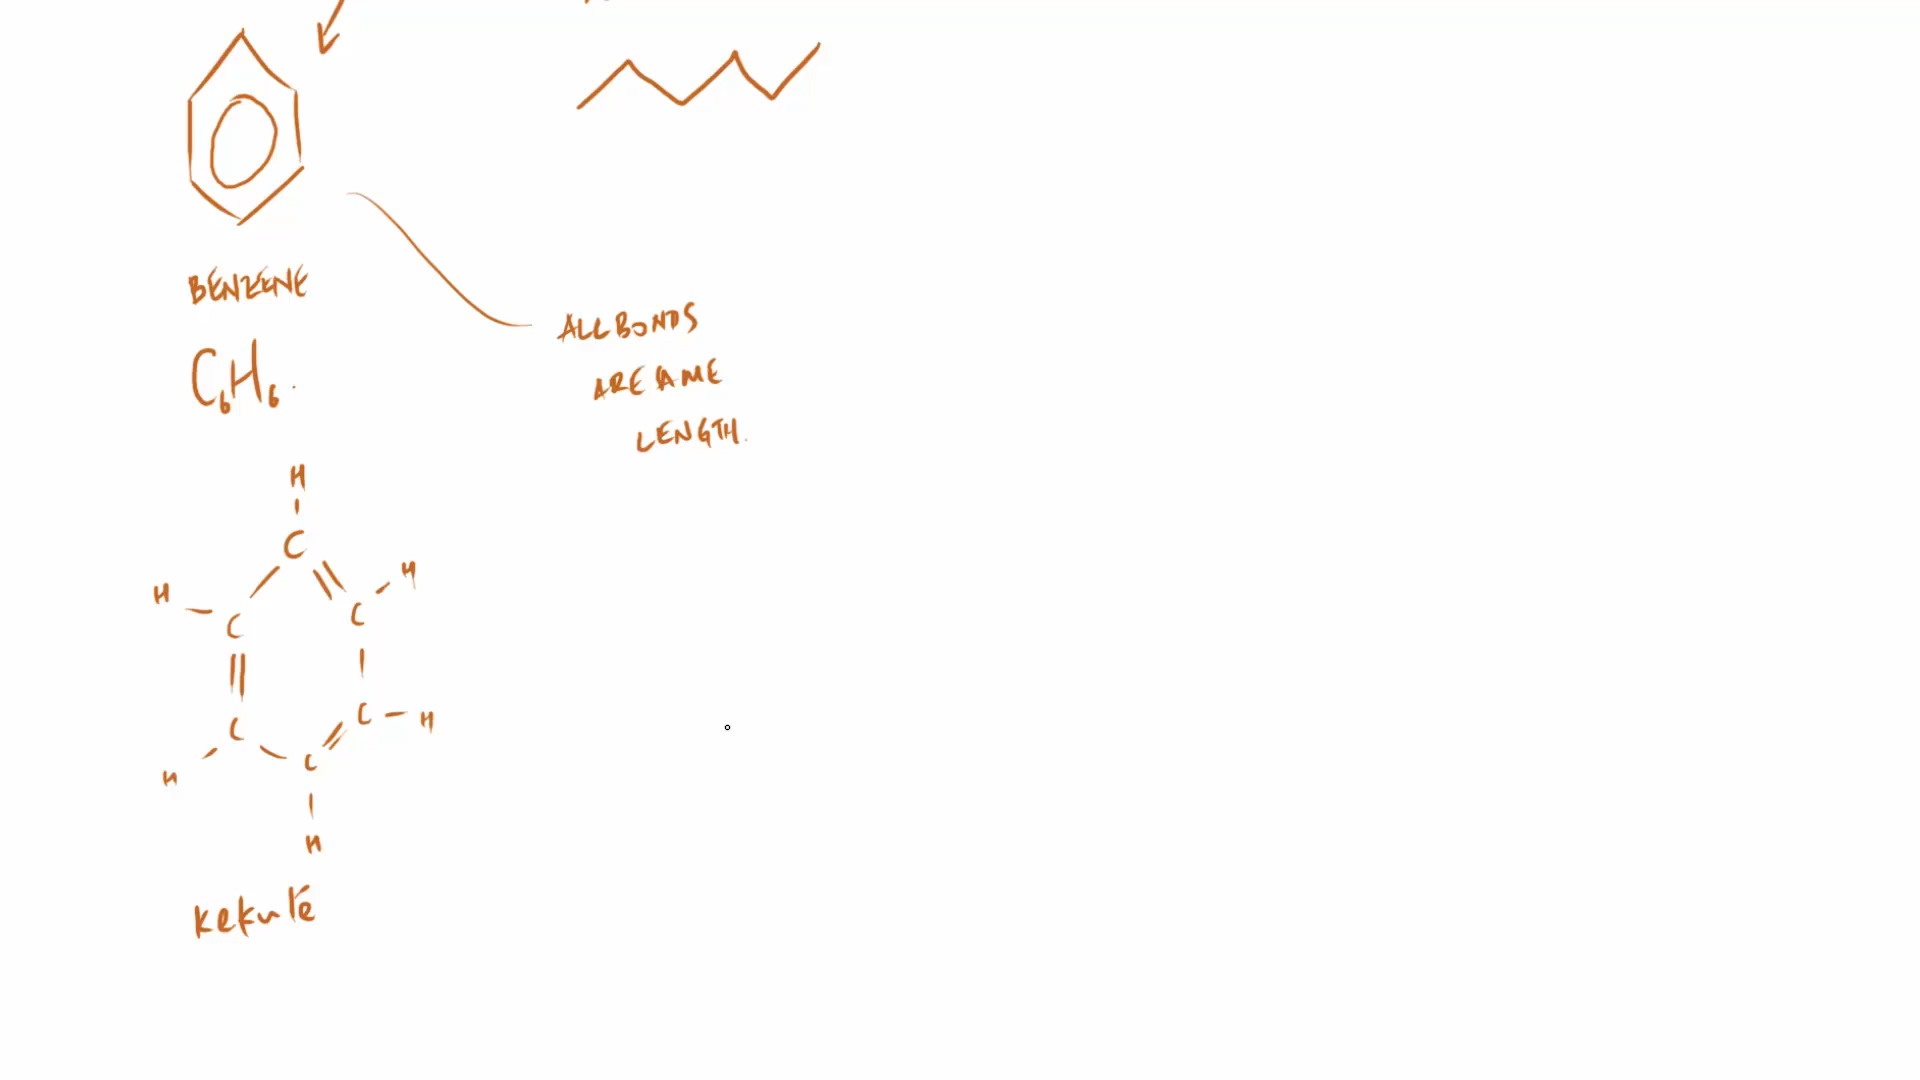 BENZENE
C6H6.
ALL BONDS
ARE SAME
LENGTH.
H
C
H
H
C
C
C
C
H
C
H
H
Kekulé